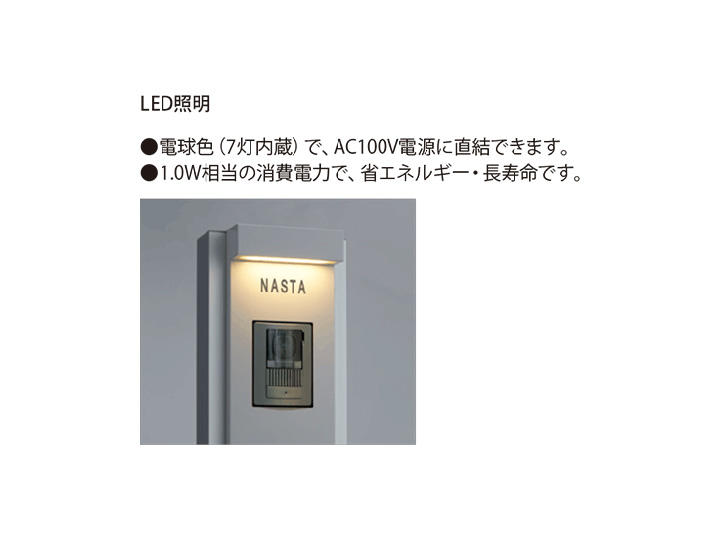 LED照明
●電球色（7灯内蔵）で、AC100V電源に直結できます。
●1.0W相当の消費電力で、省エネルギー・長寿命です。
NASTA